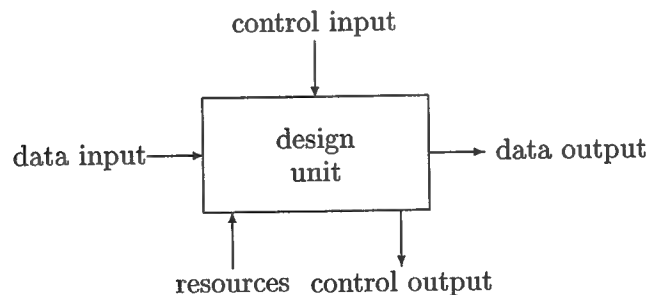 control input
data input
design
unit
data output
resources
control output